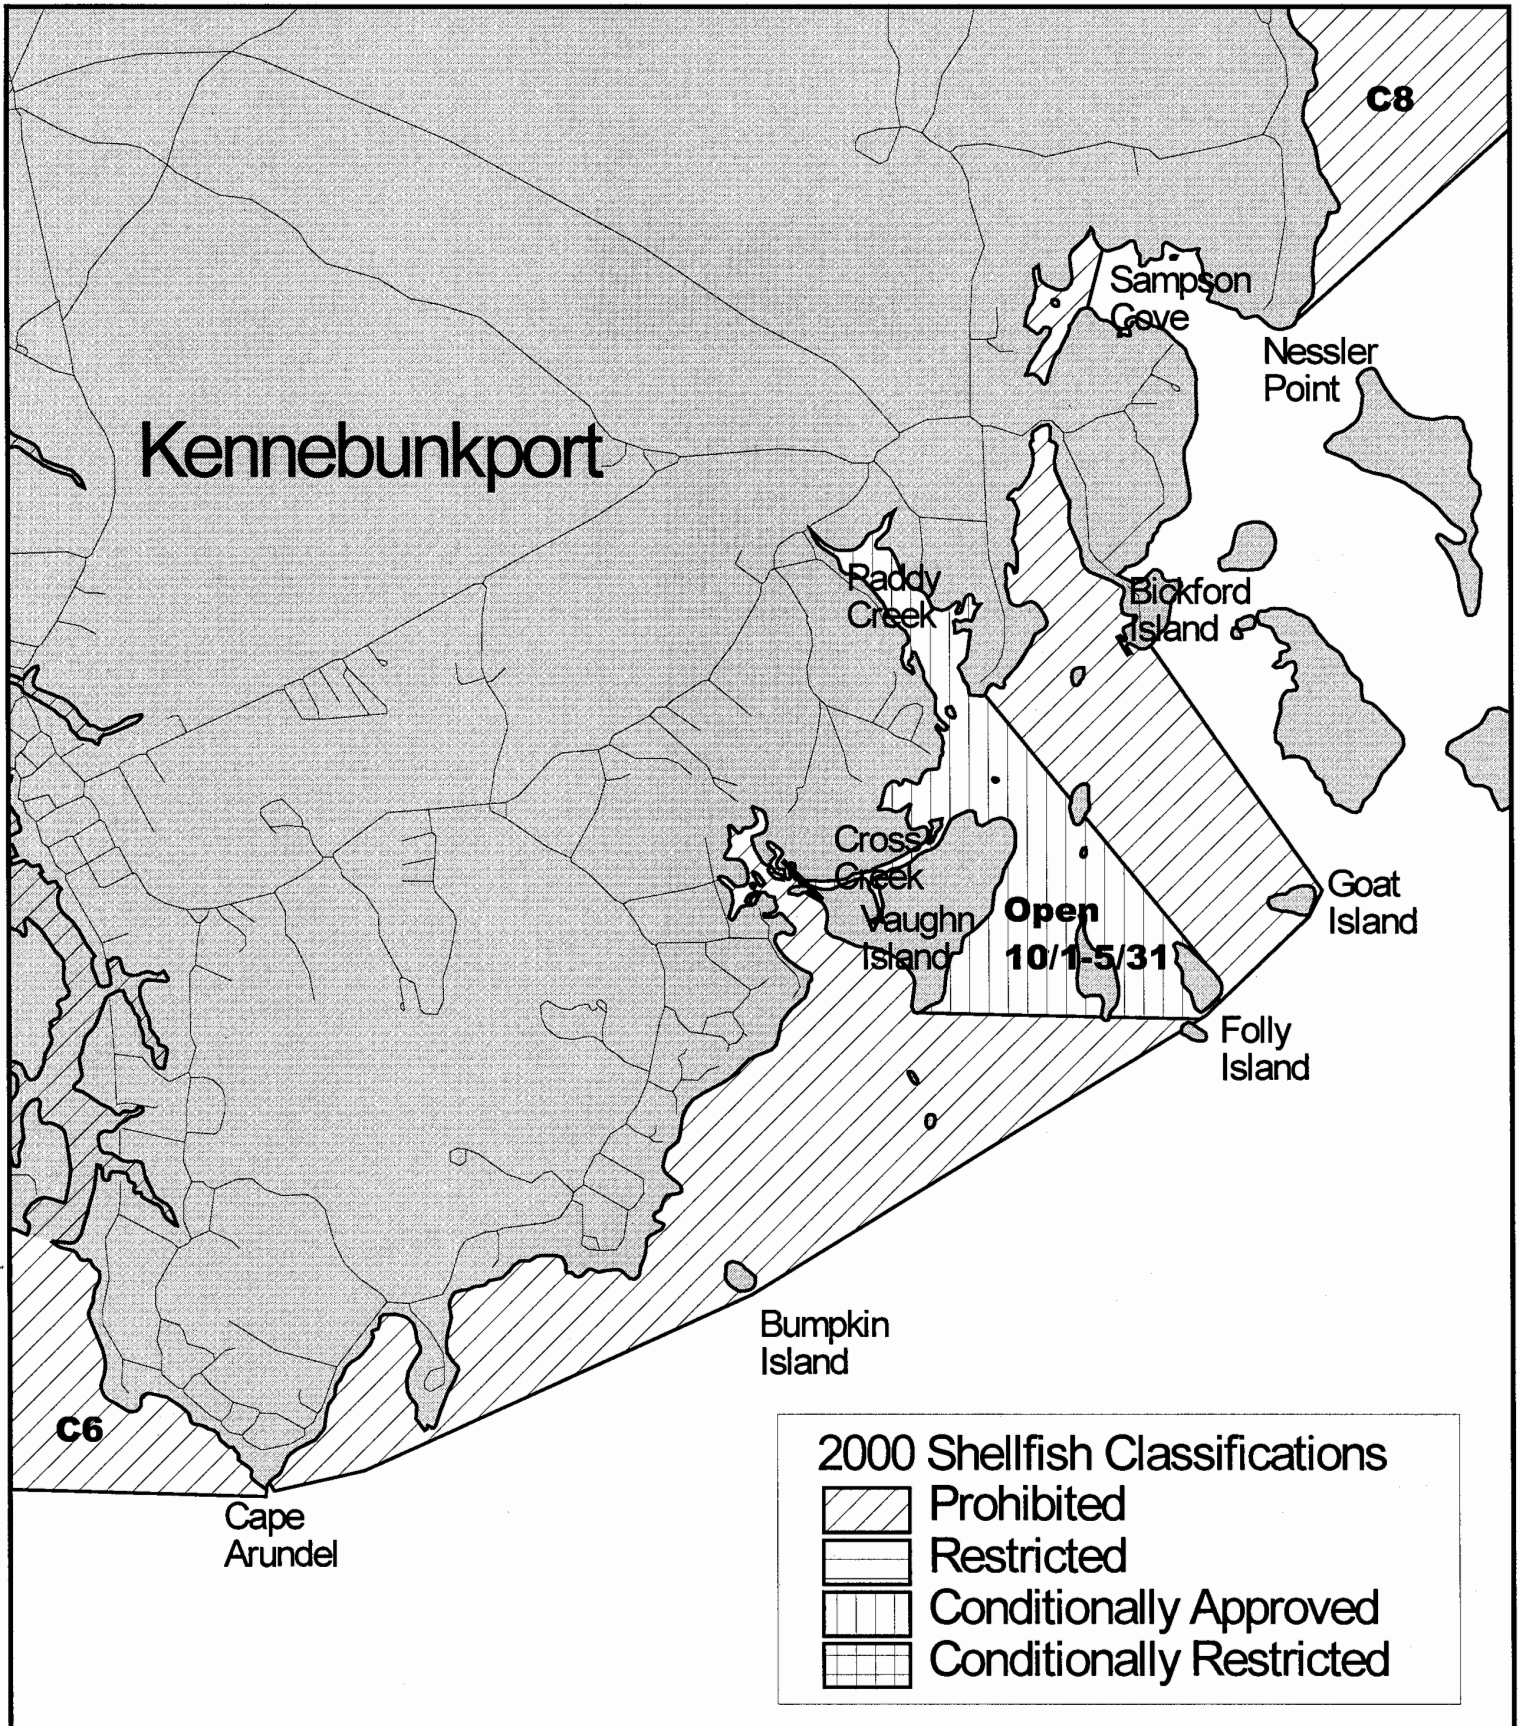 C8
Sampson
Cove
Nessler
Point
Kennebunkport
Paddy
Creek
Bickford
Island
Cross
Creek
Goat
Island
Vaughn
Island
Open
10/1-5/31
Folly
Island
Bumpkin
Island
C6
Cape
Arundel
2000 Shellfish Classifications
Prohibited
Restricted
Conditionally Approved
Conditionally Restricted